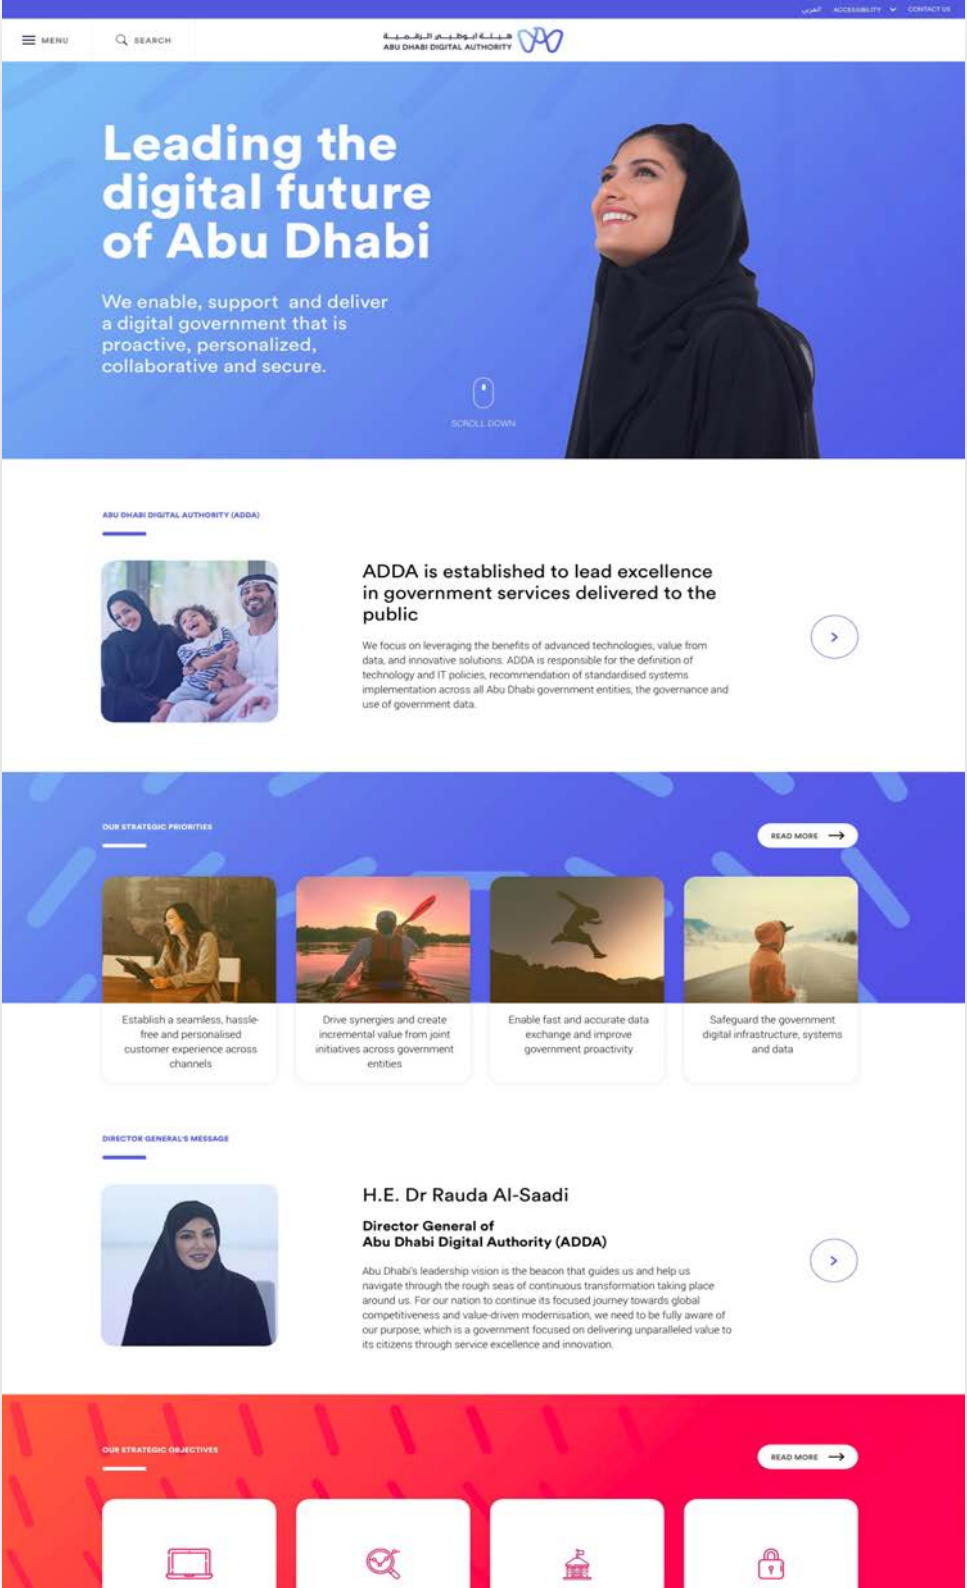 العربي ACCESSIBILITY CONTACT US
MENU
SEARCH
هيئة أبوظبي الرقمية
ABU DHABI DIGITAL AUTHORITY
Leading the
digital future
of Abu Dhabi
We enable, support and deliver
a digital government that is
proactive, personalized,
collaborative and secure.
SCROLL DOWN
ABU DHABI DIGITAL AUTHORITY (ADDA)
ADDA is established to lead excellence
in government services delivered to the
public
We focus on leveraging the benefits of advanced technologies, value from
data, and innovative solutions. ADDA is responsible for the definition of
technology and IT policies, recommendation of standardised systems
implementation across all Abu Dhabi government entities, the governance and
use of government data.
OUR STRATEGIC PRIORITIES
READ MORE
Establish a seamless, hassle-
free and personalised
customer experience across
channels
Drive synergies and create
incremental value from joint
initiatives across government
entities
Enable fast and accurate data
exchange and improve
government proactivity
Safeguard the government
digital infrastructure, systems
and data
DIRECTOR GENERAL'S MESSAGE
H.E. Dr Rauda Al-Saadi
Director General of
Abu Dhabi Digital Authority (ADDA)
Abu Dhabi's leadership vision is the beacon that guides us and help us
navigate through the rough seas of continuous transformation taking place
around us. For our nation to continue its focused journey towards global
competitiveness and value-driven modernisation, we need to be fully aware of
our purpose, which is a government focused on delivering unparalleled value to
its citizens through service excellence and innovation.
OUR STRATEGIC OBJECTIVES
READ MORE